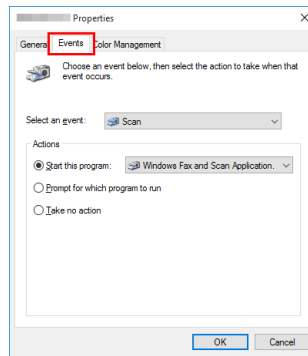 Properties
General Events Color Management
Choose an event below, then select the action to take when that
event occurs.
Select an event: Scan
Actions
Start this program: Windows Fax and Scan Application.
Prompt for which program to run
Take no action
OK Cancel